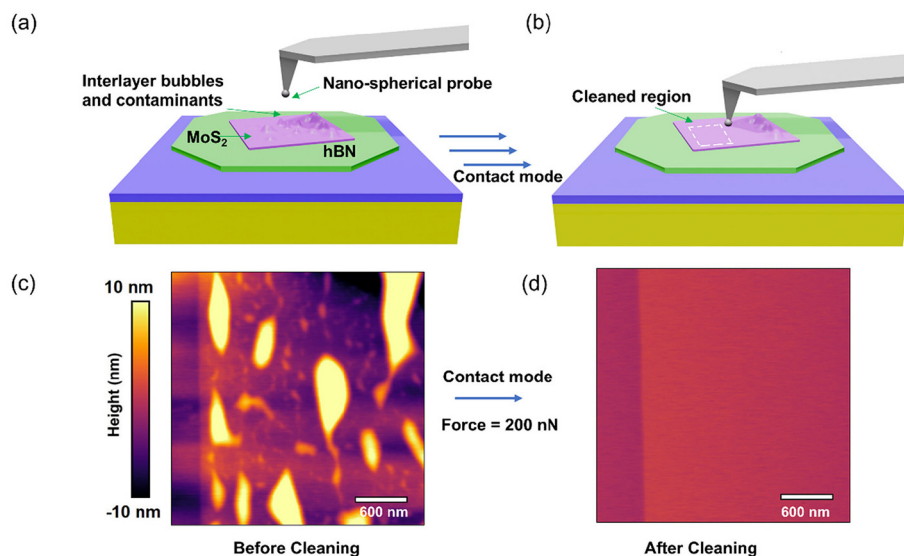 (a)
Interlayer bubbles
and contaminants
Nano-spherical probe
MoS₂
hBN
Contact mode
(b)
Cleaned region
(c)
10 nm
Height (nm)
-10 nm
600 nm
Before Cleaning
Contact mode
Force = 200 nN
(d)
600 nm
After Cleaning